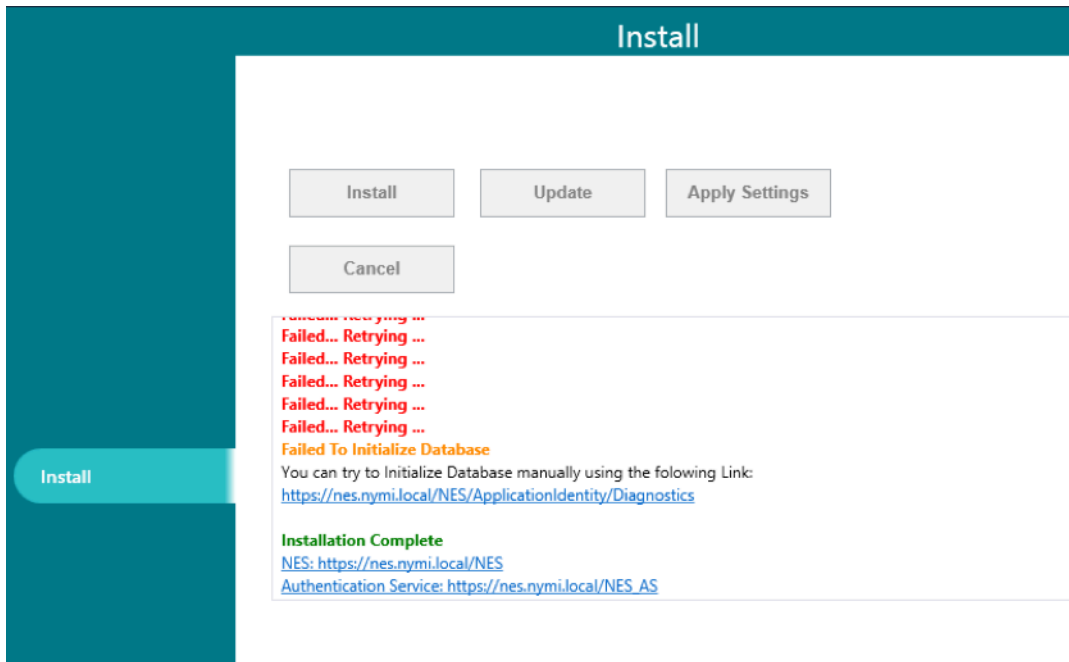 Install
Install Update Apply Settings
Cancel
Failed... Retrying ...
Failed... Retrying ...
Failed... Retrying ...
Failed... Retrying ...
Failed... Retrying ...
Failed... Retrying ...
Failed To Initialize Database
You can try to Initialize Database manually using the folowing Link:
Install
https://nes.nymi.local/NES/ApplicationIdentity/Diagnostics
Installation Complete
NES: https://nes.nymi.local/NES
Authentication Service: https://nes.nymi.local/NES_AS